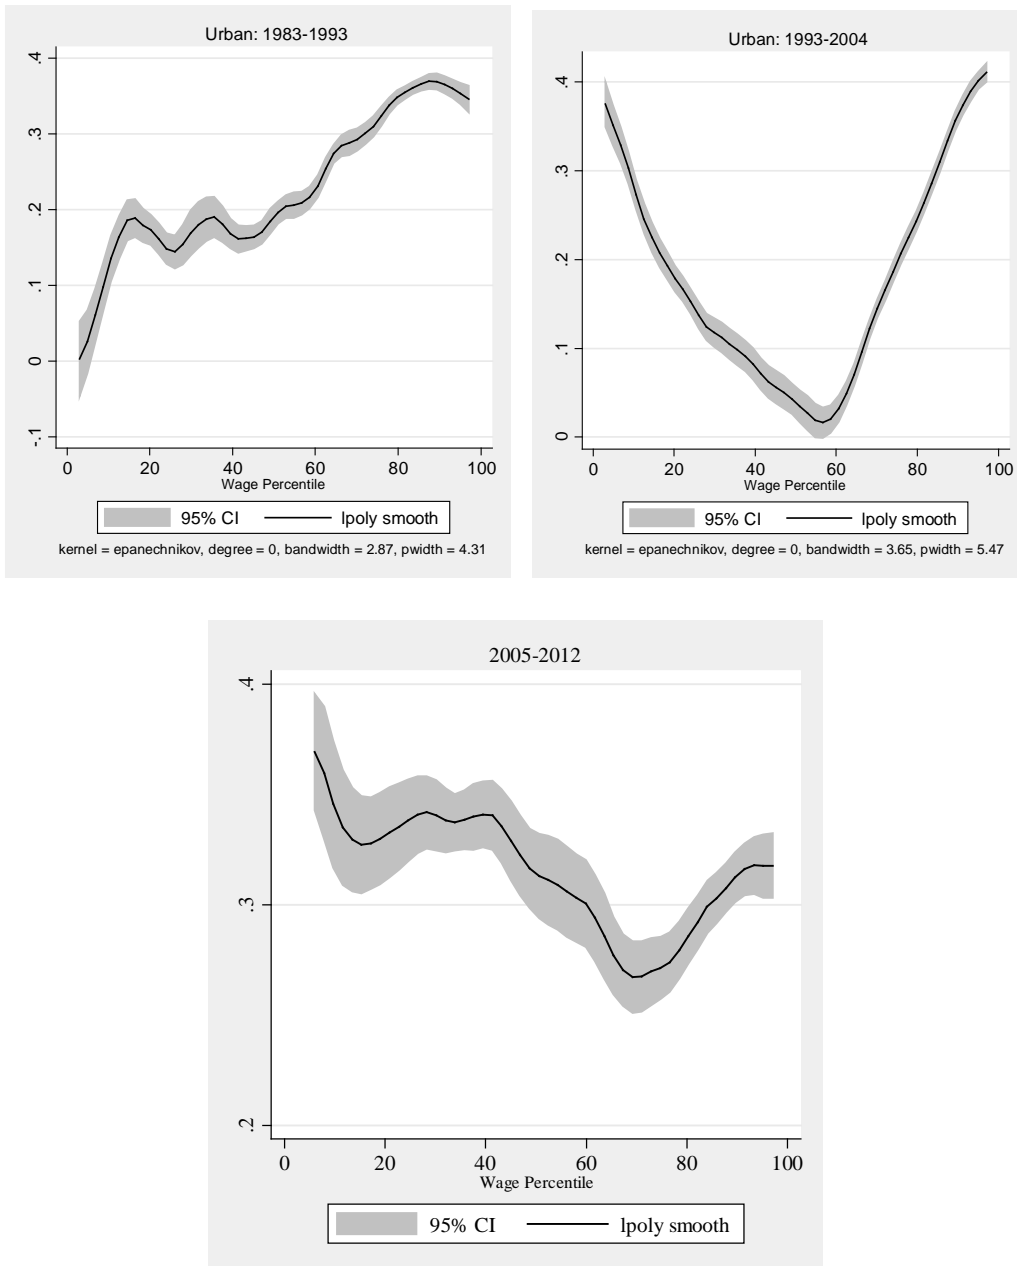 Urban: 1983-1993
.4
.3
.2
.1
0
-.1
0 20 40 60 80 100
Wage Percentile
95% CI lpoly smooth
kernel = epanechnikov, degree = 0, bandwidth = 2.87, pwidth = 4.31
Urban: 1993-2004
.4
.3
.2
.1
0
0 20 40 60 80 100
Wage Percentile
95% CI lpoly smooth
kernel = epanechnikov, degree = 0, bandwidth = 3.65, pwidth = 5.47
2005-2012
.4
.3
.2
0 20 40 60 80 100
Wage Percentile
95% CI lpoly smooth